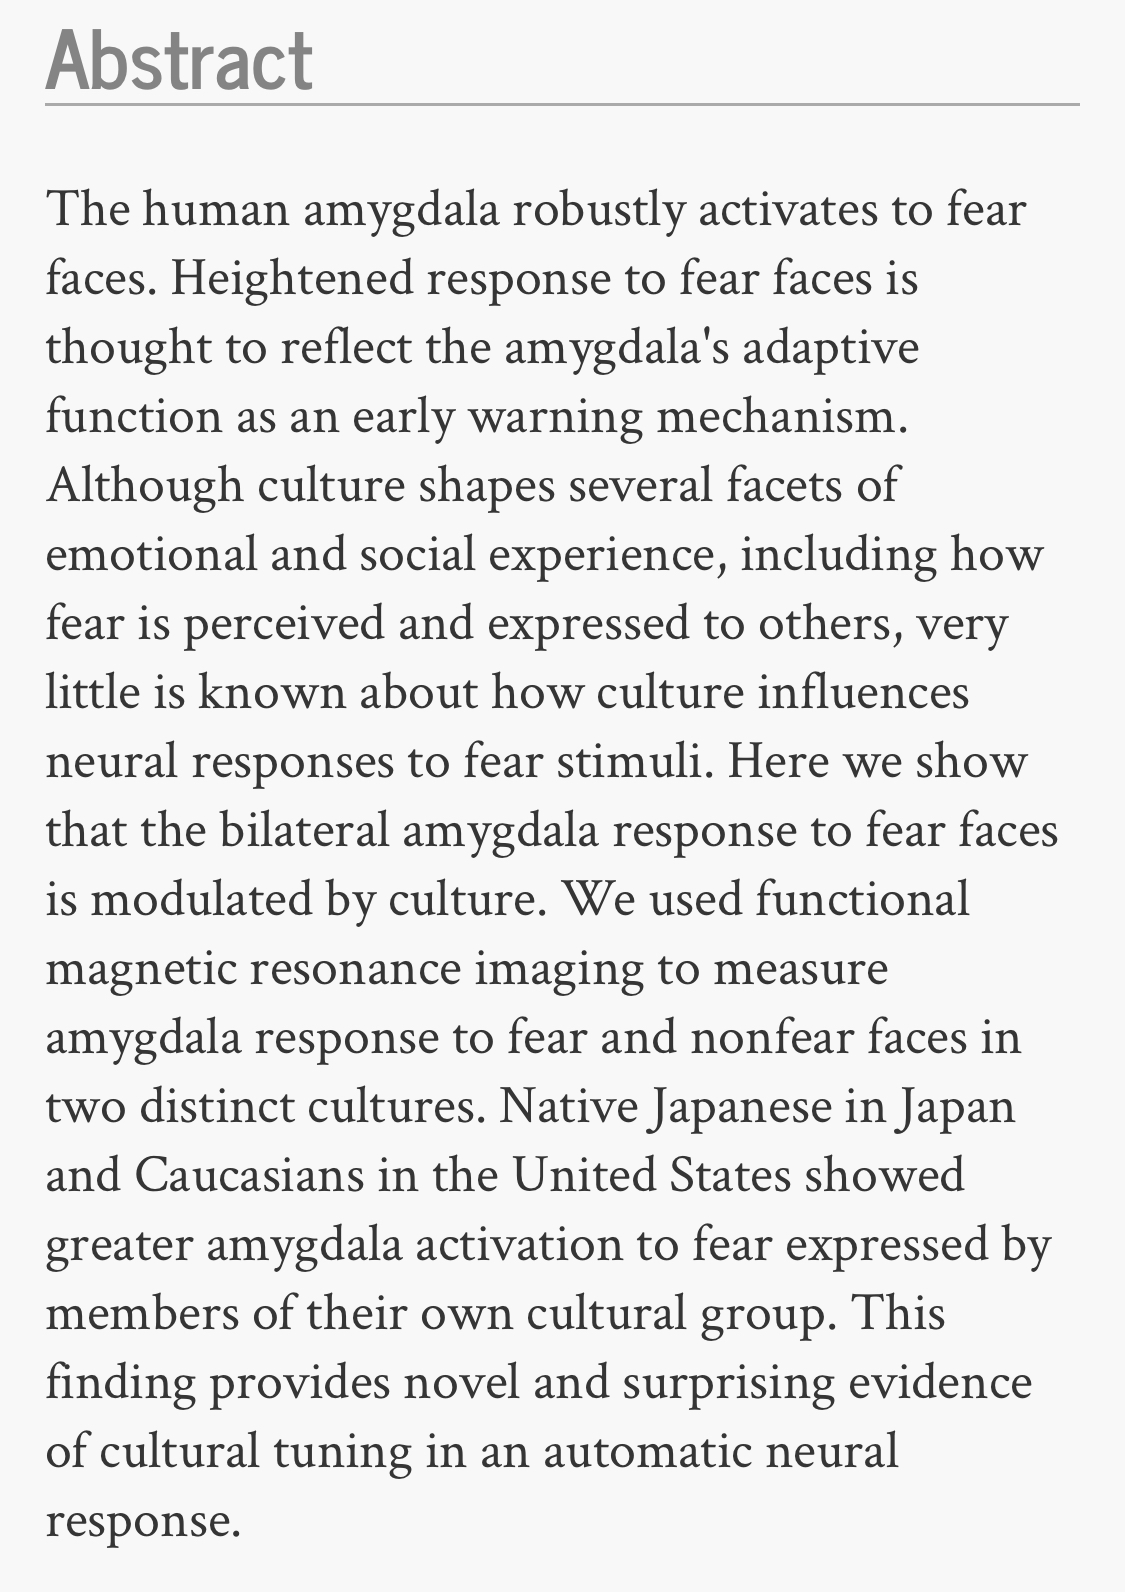 Abstract
The human amygdala robustly activates to fear
faces. Heightened response to fear faces is
thought to reflect the amygdala's adaptive
function as an early warning mechanism.
Although culture shapes several facets of
emotional and social experience, including how
fear is perceived and expressed to others, very
little is known about how culture influences
neural responses to fear stimuli. Here we show
that the bilateral amygdala response to fear faces
is modulated by culture. We used functional
magnetic resonance imaging to measure
amygdala response to fear and nonfear faces in
two distinct cultures. Native Japanese in Japan
and Caucasians in the United States showed
greater amygdala activation to fear expressed by
members of their own cultural group. This
finding provides novel and surprising evidence
of cultural tuning in an automatic neural
response.